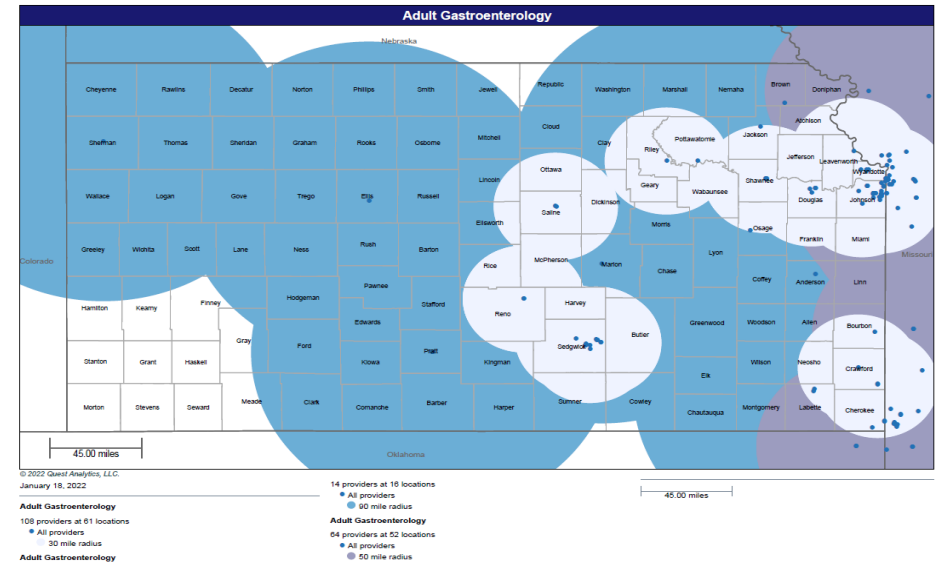 Adult Gastroenterology
Nebraska
Cheyenne Rawlins Decatur Norton Phillips Smith Jewell Republic Washington Marshall Nemaha Brown Doniphan
Atchison
Sherman Thomas Sheridan Graham Rooks Osborne Mitchell Cloud Clay Riley Pottawatomie Jackson Jefferson Leavenworth
Wyandotte
Wallace Logan Gove Trego Ellis Russell Lincoln Ottawa Geary Wabaunsee Shawnee Douglas Johnson
Saline Dickinson
Ellsworth Morris Osage Franklin Miami
Greeley Wichita Scott Lane Ness Rush Barton Lyon
Colorado Missouri
Rice McPherson Marion Chase Coffey Anderson Linn
Hamilton Kearny Finney Hodgeman Pawnee Stafford Reno Harvey
Gray Ford Edwards Butler Greenwood Woodson Allen Bourbon
Stanton Grant Haskell Kiowa Pratt Kingman Sedgwick Elk Wilson Neosho Crawford
Morton Stevens Seward Meade Clark Comanche Barber Harper Sumner Cowley Chautauqua Montgomery Labette Cherokee
45.00 miles
Oklahoma
© 2022 Quest Analytics, LLC.
January 18, 2022
Adult Gastroenterology
108 providers at 61 locations
All providers
30 mile radius
Adult Gastroenterology
14 providers at 16 locations
All providers
90 mile radius
Adult Gastroenterology
64 providers at 52 locations
All providers
50 mile radius
45.00 miles